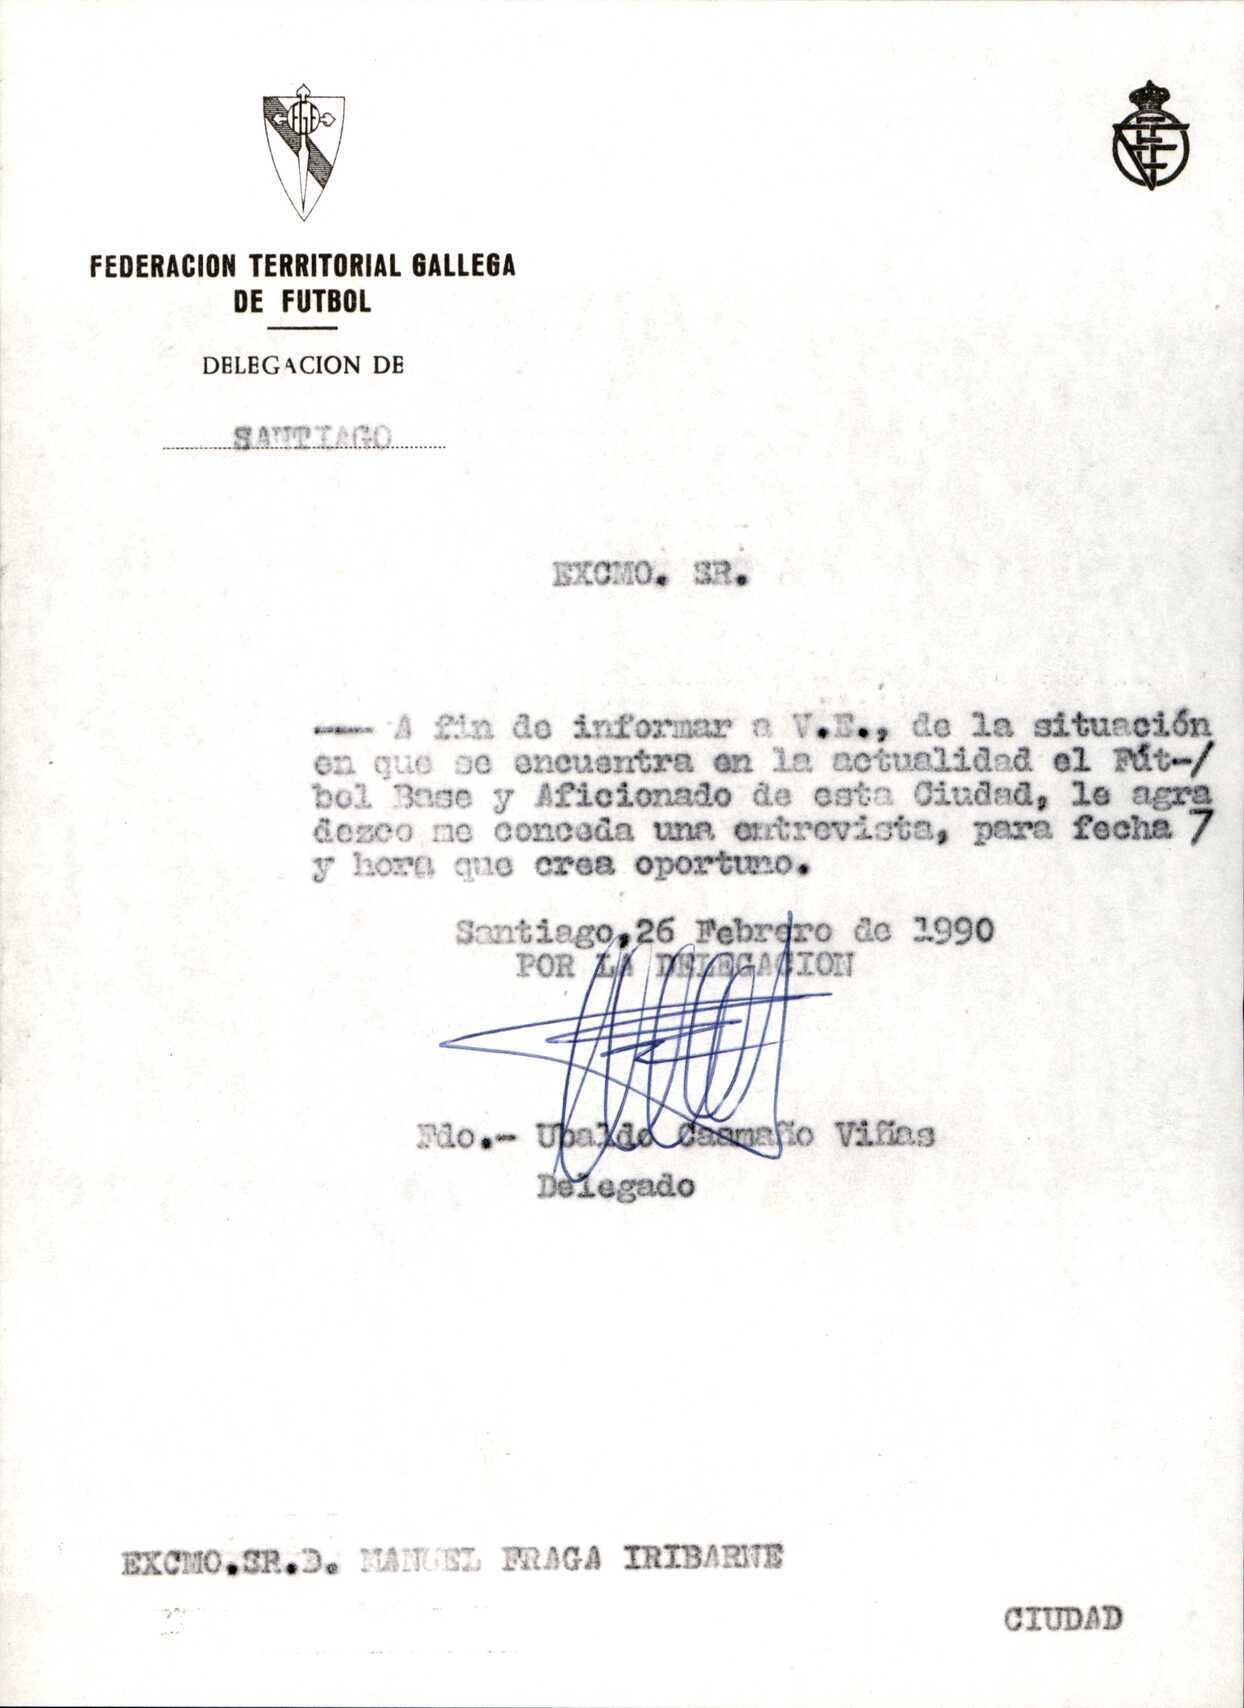 FGF
FEDERACION TERRITORIAL GALLEGA
DE FUTBOL
DELEGACION DE
SANTIAGO
EXCMO. SR.
---- A fin de informar a V.E., de la situación
en que se encuentra en la actualidad el Fút-/
bol Base y Aficionado de esta Ciudad, le agra
dezco me conceda una entrevista, para fecha 7
y hora que crea oportuno.
Santiago,26 Febrero de 1990
POR LA DELEGACION
Fdo.- Ubaldo Caamaño Viñas
Delegado
EXCMO.SR.D. MANUEL FRAGA IRIBARNE
CIUDAD